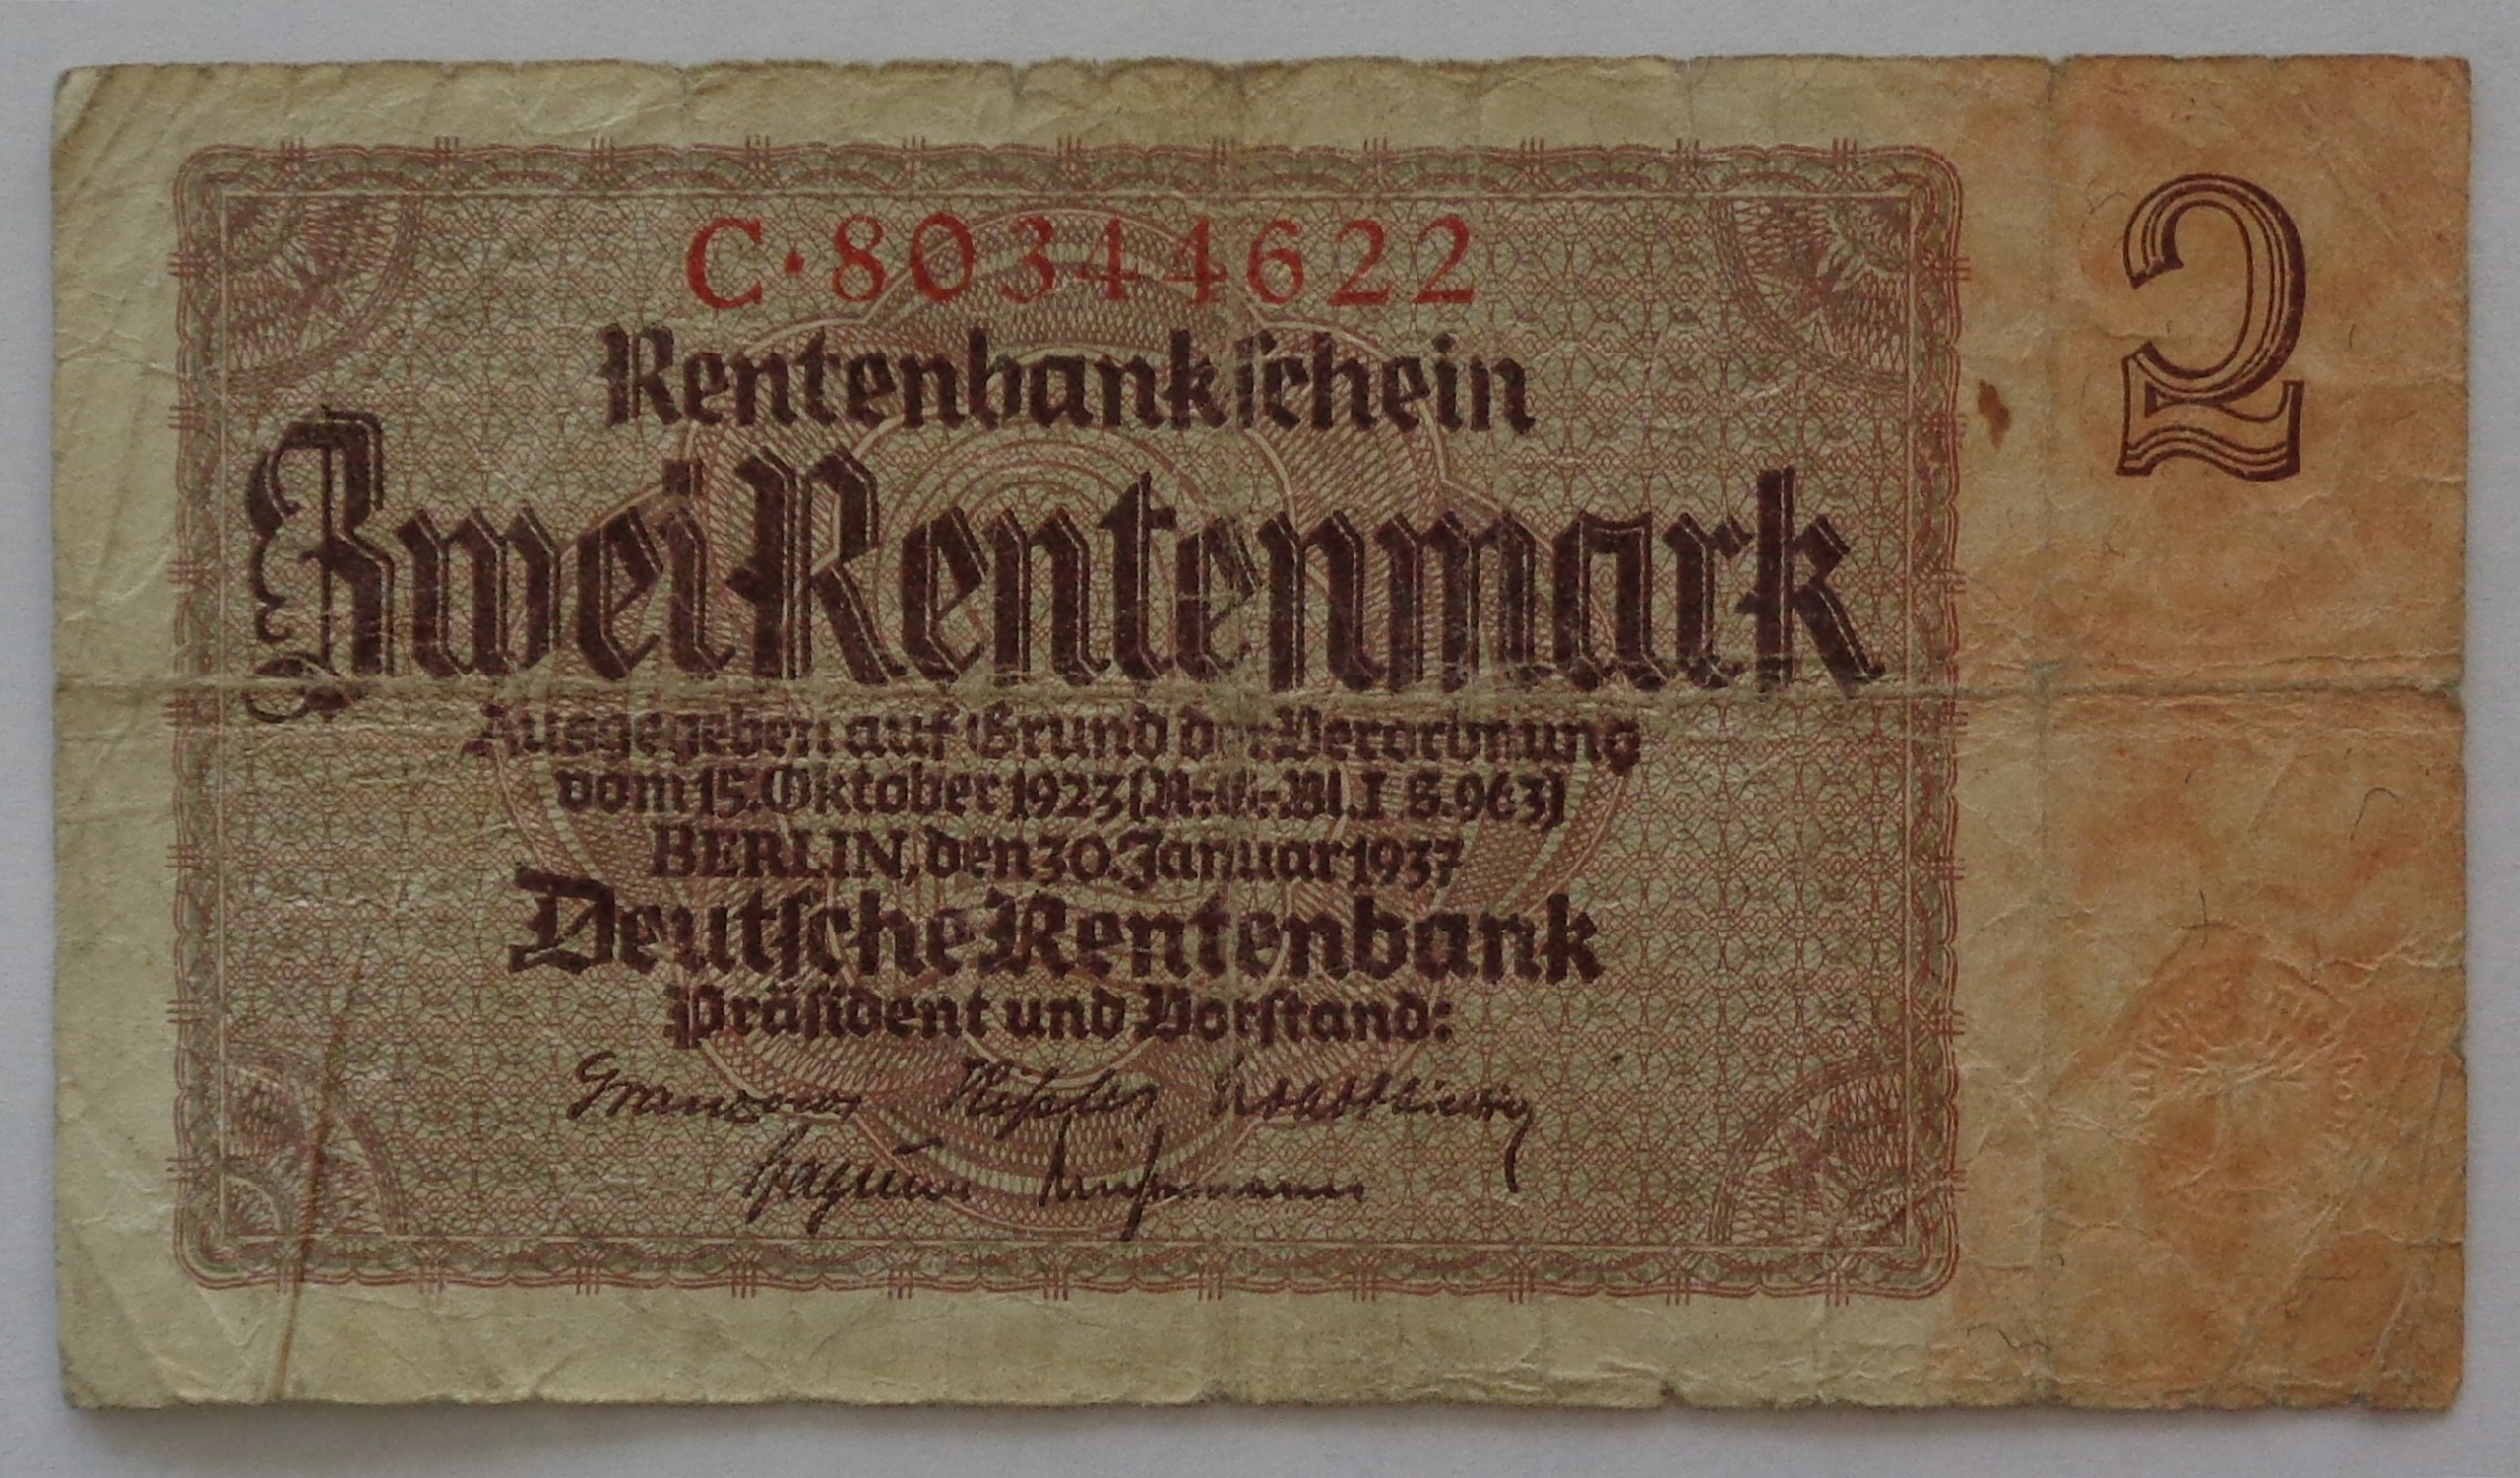 C·80344622
2
Rentenbankſchein
Zwei Rentenmark
Ausgegeben auf Grund der Verordnung
vom 15. Oktober 1923 (R.-G.-Bl. I S. 963)
BERLIN, den 30. Januar 1937
Deutſche Rentenbank
Präſident und Vorſtand: